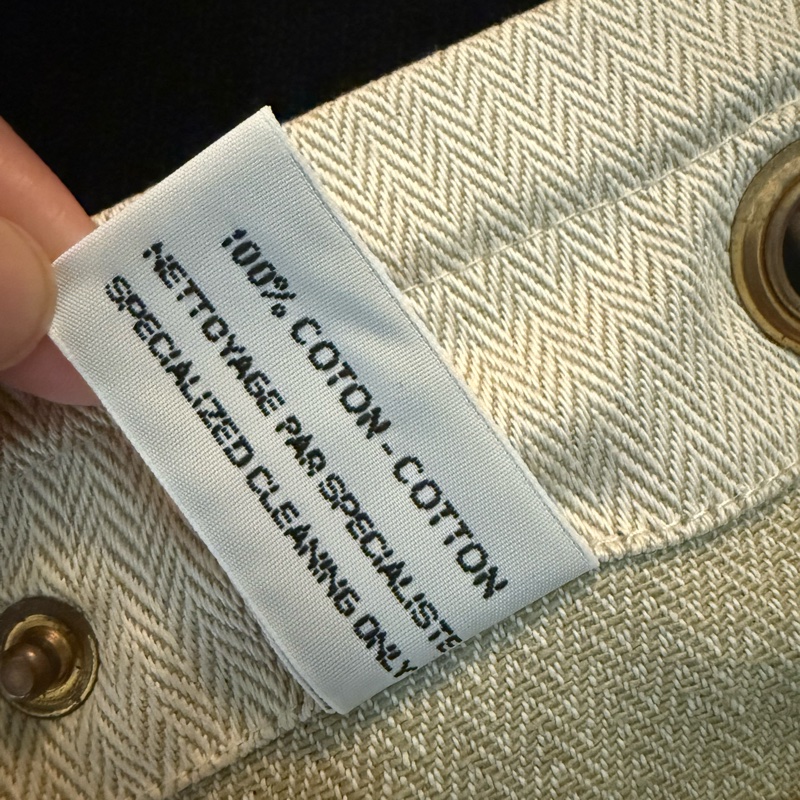 100% COTON - COTTON
NETTOYAGE PAR SPECIALISTE
SPECIALIZED CLEANING ONLY